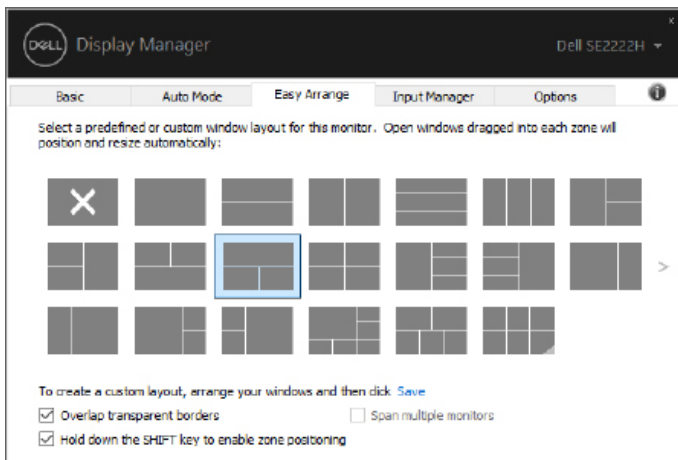 DELL Display Manager
Dell SE2222H
Basic
Auto Mode
Easy Arrange
Input Manager
Options
Select a predefined or custom window layout for this monitor. Open windows dragged into each zone will
position and resize automatically:
To create a custom layout, arrange your windows and then click Save
Overlap transparent borders
Span multiple monitors
Hold down the SHIFT key to enable zone positioning